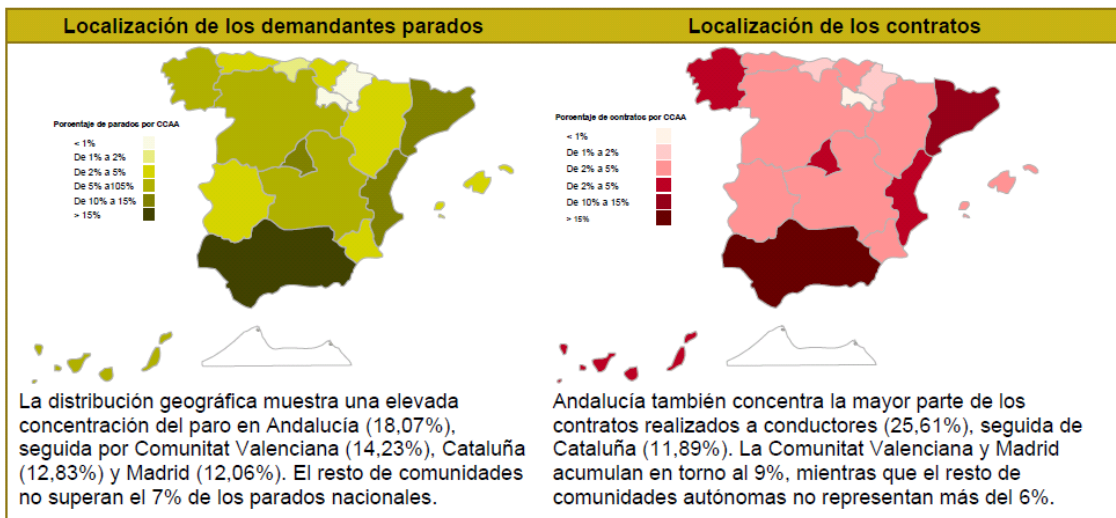 Localización de los demandantes parados
Localización de los contratos
Poroentaje de parados por CCAA
< 1%
De 1% a 2%
De 2% a 5%
De 5% a105%
De 10% a 15%
> 15%
Porcentaje de contratos por CCAA
< 1%
De 1% a 2%
De 2% a 5%
De 2% a 5%
De 10% a 15%
> 15%
La distribución geográfica muestra una elevada
concentración del paro en Andalucía (18,07%),
seguida por Comunitat Valenciana (14,23%), Cataluña
(12,83%) y Madrid (12,06%). El resto de comunidades
no superan el 7% de los parados nacionales.
Andalucía también concentra la mayor parte de los
contratos realizados a conductores (25,61%), seguida de
Cataluña (11,89%). La Comunitat Valenciana y Madrid
acumulan en torno al 9%, mientras que el resto de
comunidades autónomas no representan más del 6%.